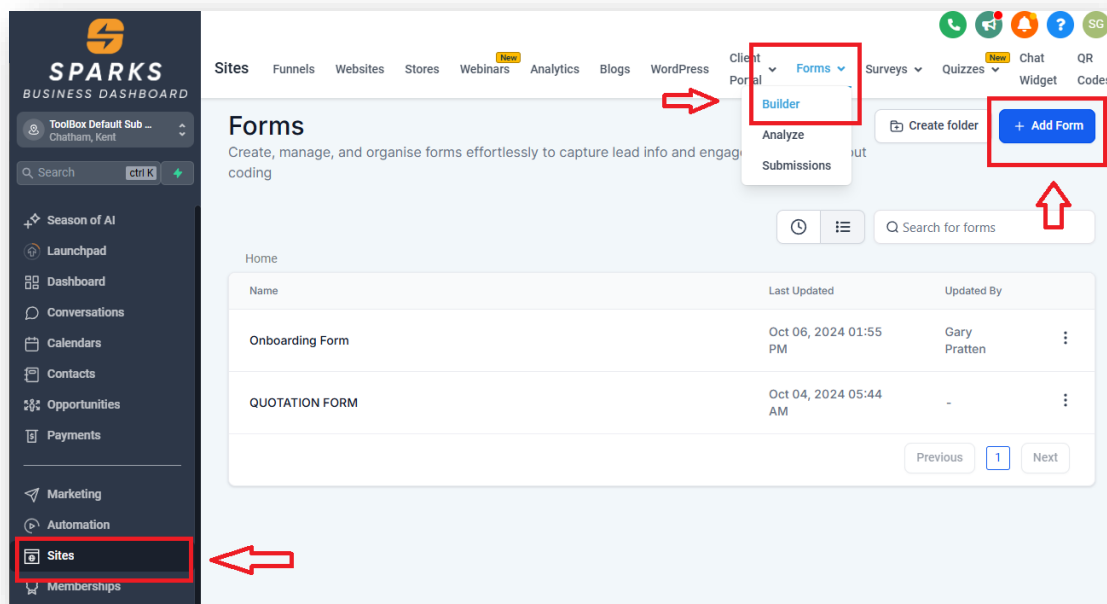 SPARKS
BUSINESS DASHBOARD
ToolBox Default Sub ...
Chatham, Kent
Search ctrl K
Season of AI
Launchpad
Dashboard
Conversations
Calendars
Contacts
Opportunities
Payments
Marketing
Automation
Sites
Memberships
SG
Sites
Funnels
Websites
Stores
New
Webinars
Analytics
Blogs
WordPress
Client
Portal
Forms
Surveys
New
Quizzes
Chat
Widget
QR
Codes
Builder
Analyze
Submissions
Forms
Create, manage, and organise forms effortlessly to capture lead info and engag out
coding
Create folder
+ Add Form
Search for forms
Home
Name Last Updated Updated By
Onboarding Form
Oct 06, 2024 01:55
PM
Gary
Pratten
QUOTATION FORM
Oct 04, 2024 05:44
AM
-
Previous 1 Next